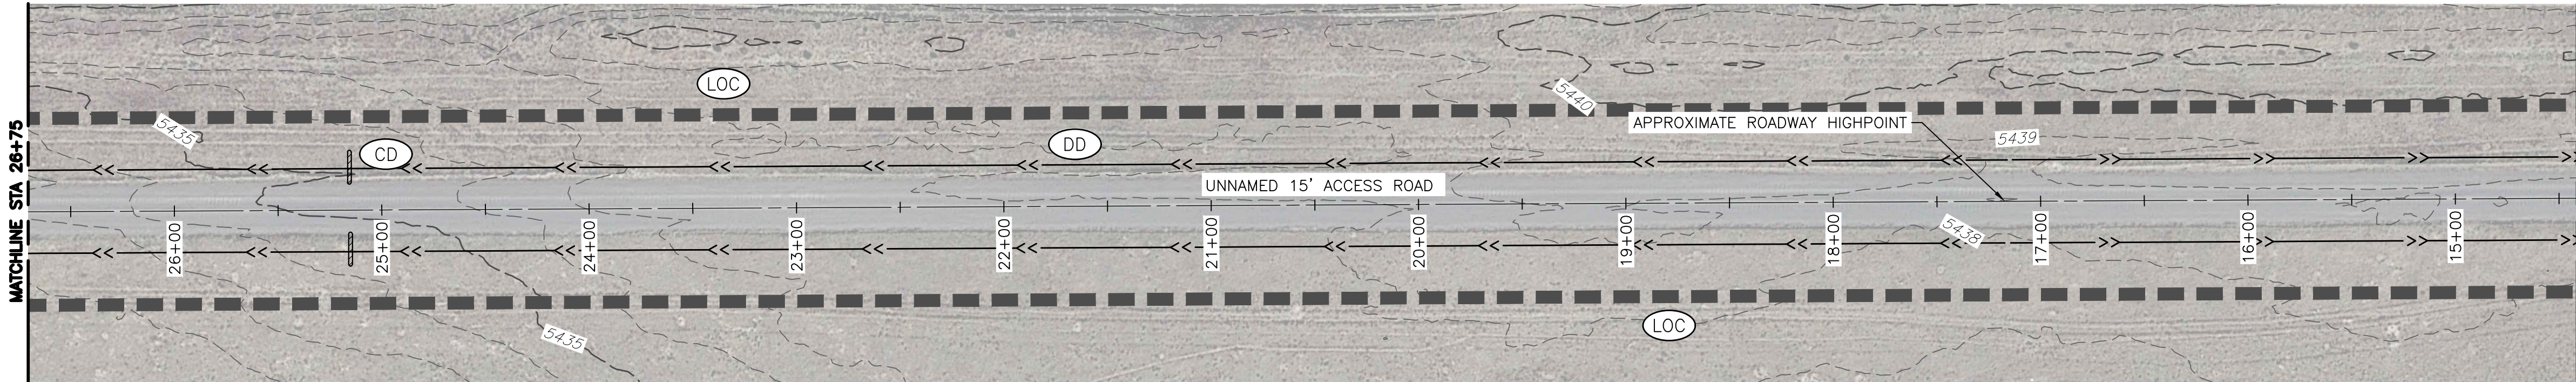 LOC
5440
APPROXIMATE ROADWAY HIGHPOINT
5435
5439
CD
DD
UNNAMED 15' ACCESS ROAD
MATCHLINE STA 26+75
26+00
25+00
24+00
23+00
22+00
21+00
20+00
19+00
18+00
5438
17+00
16+00
15+00
LOC
5435